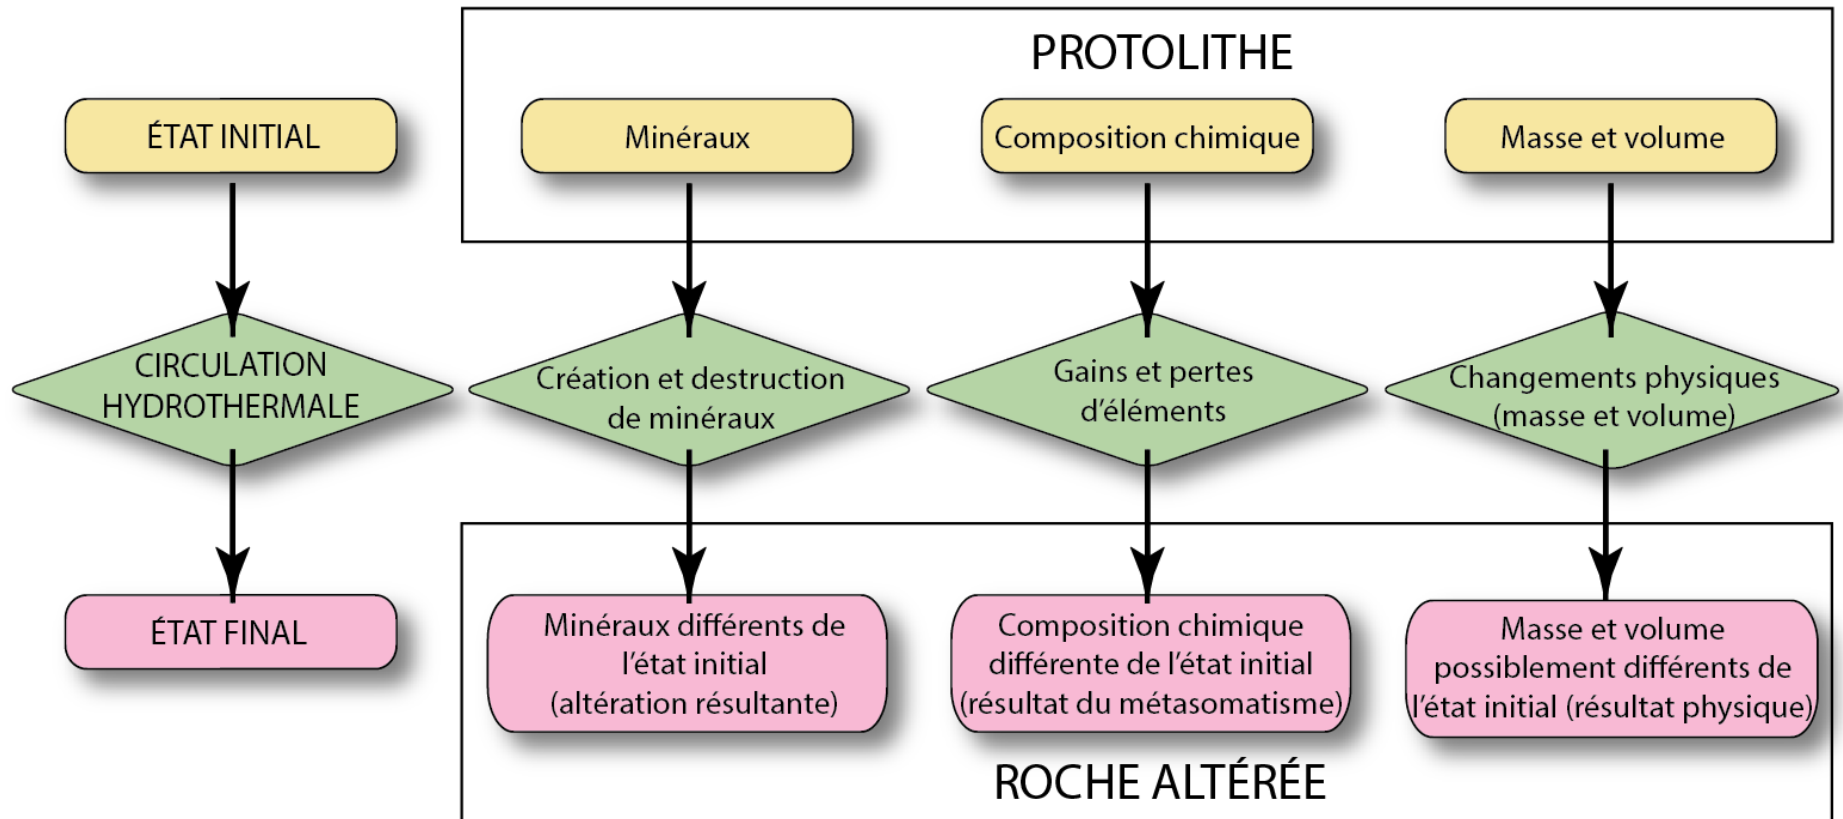 PROTOLITHE
ÉTAT INITIAL
Minéraux
Composition chimique
Masse et volume
CIRCULATION
HYDROTHERMALE
Création et destruction
de minéraux
Gains et pertes
d'éléments
Changements physiques
(masse et volume)
ÉTAT FINAL
Minéraux différents de
l'état initial
(altération résultante)
Composition chimique
différente de l'état initial
(résultat du métasomatisme)
Masse et volume
possiblement différents de
l'état initial (résultat physique)
ROCHE ALTÉRÉE